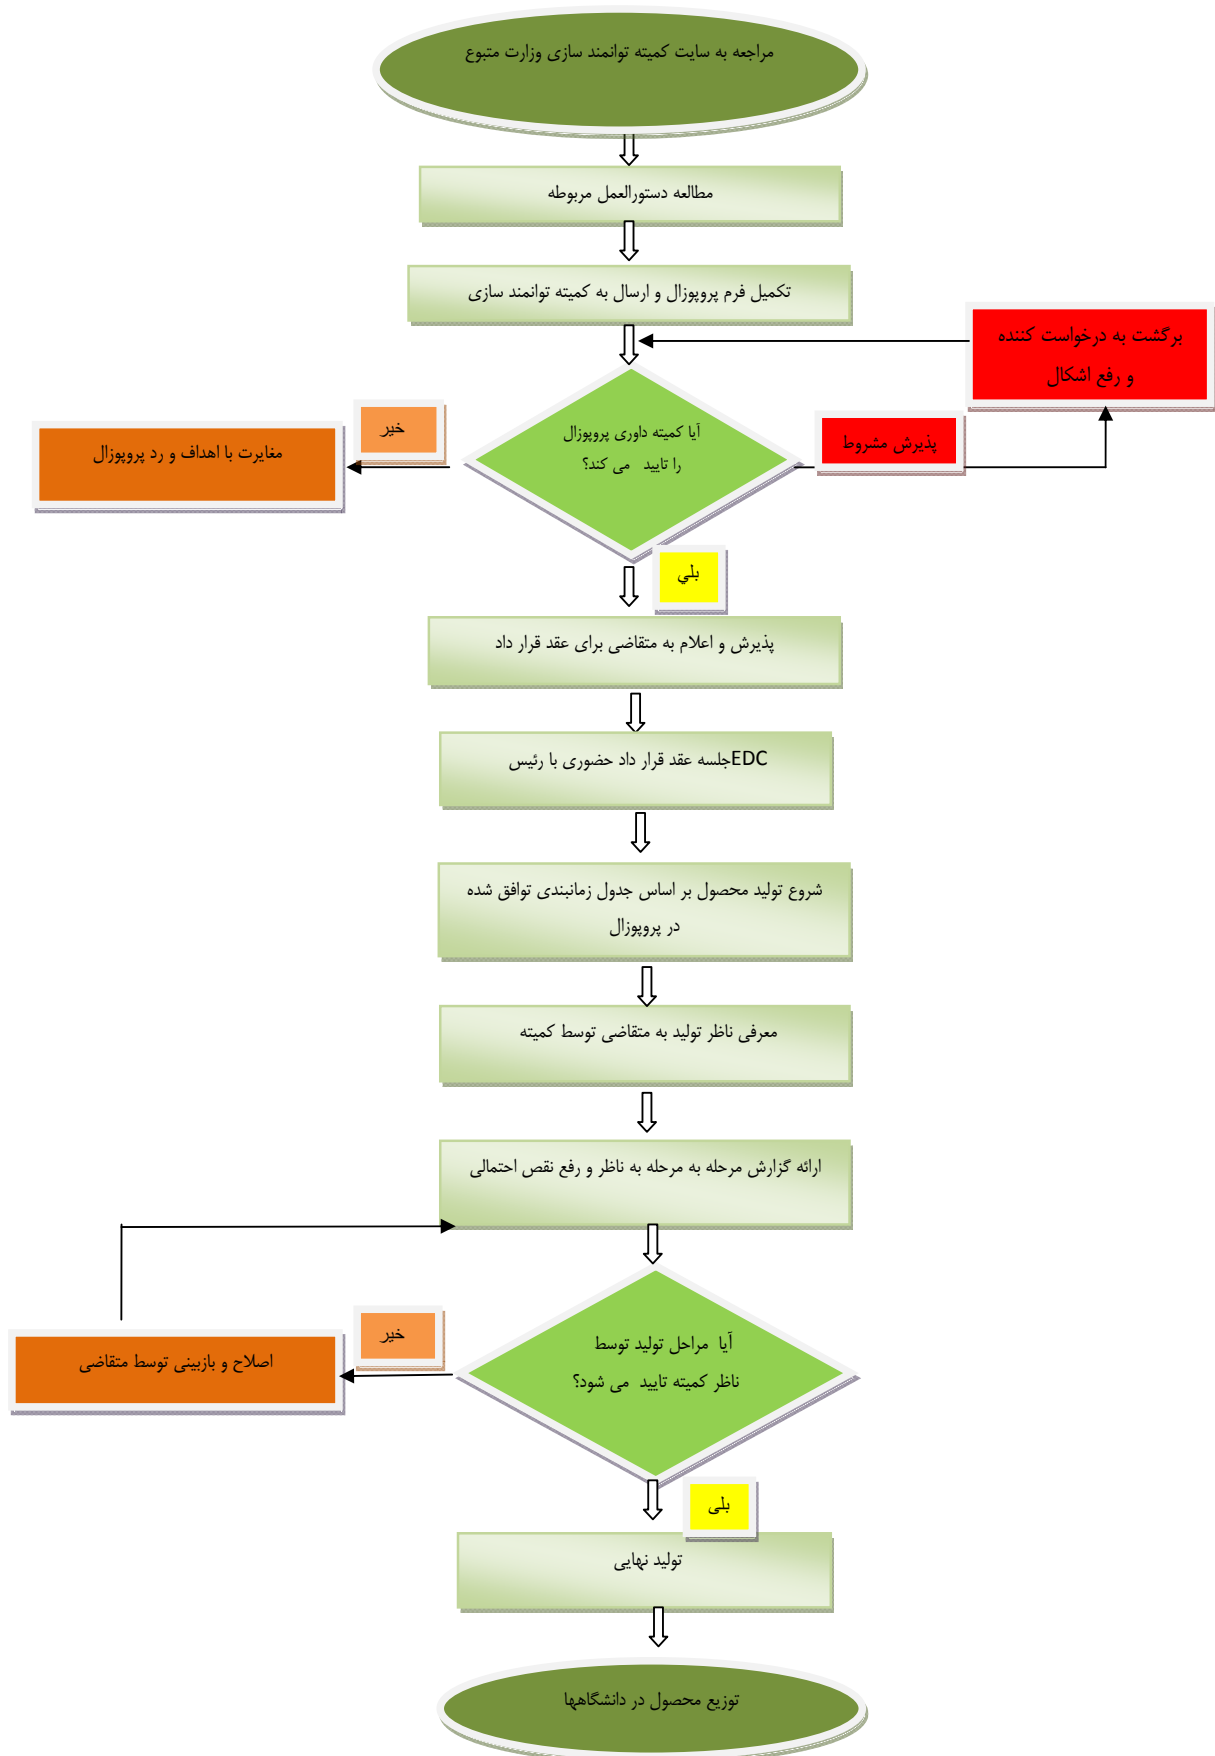 مراجعه به سایت کمیته توانمند سازی وزارت متبوع
مطالعه دستورالعمل مربوطه
تکمیل فرم پروپوزال و ارسال به کمیته توانمند سازی
برگشت به درخواست کننده
و رفع اشکال
آیا کمیته داوری پروپوزال
را تایید می کند؟
پذیرش مشروط
خیر
مغایرت با اهداف و رد پروپوزال
بلي
پذیرش و اعلام به متقاضی برای عقد قرار داد
جلسه عقد قرار داد حضوری با رئیس EDC
شروع تولید محصول بر اساس جدول زمانبندی توافق شده
در پروپوزال
معرفی ناظر تولید به متقاضی توسط کمیته
ارائه گزارش مرحله به مرحله به ناظر و رفع نقص احتمالی
آیا مراحل تولید توسط
ناظر کمیته تایید می شود؟
خیر
اصلاح و بازبینی توسط متقاضی
بلی
تولید نهایی
توزیع محصول در دانشگاهها